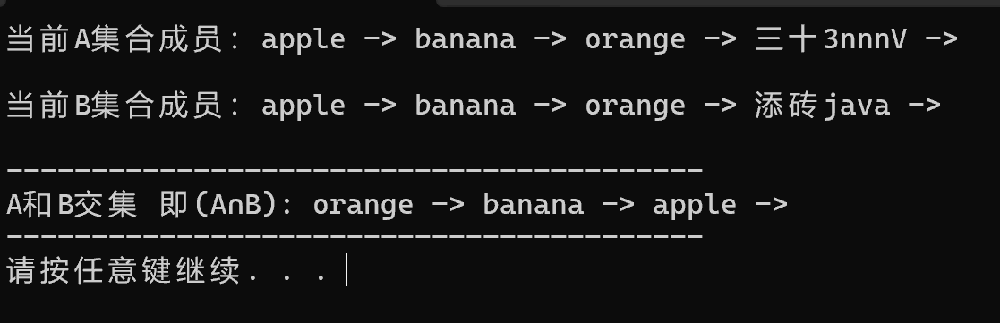 当前A集合成员: apple -> banana -> orange -> 三十3nnnV ->
当前B集合成员: apple -> banana -> orange -> 添砖java ->
-----------------------------------------
A和B交集 即(A∩B): orange -> banana -> apple ->
-----------------------------------------
请按任意键继续. . .